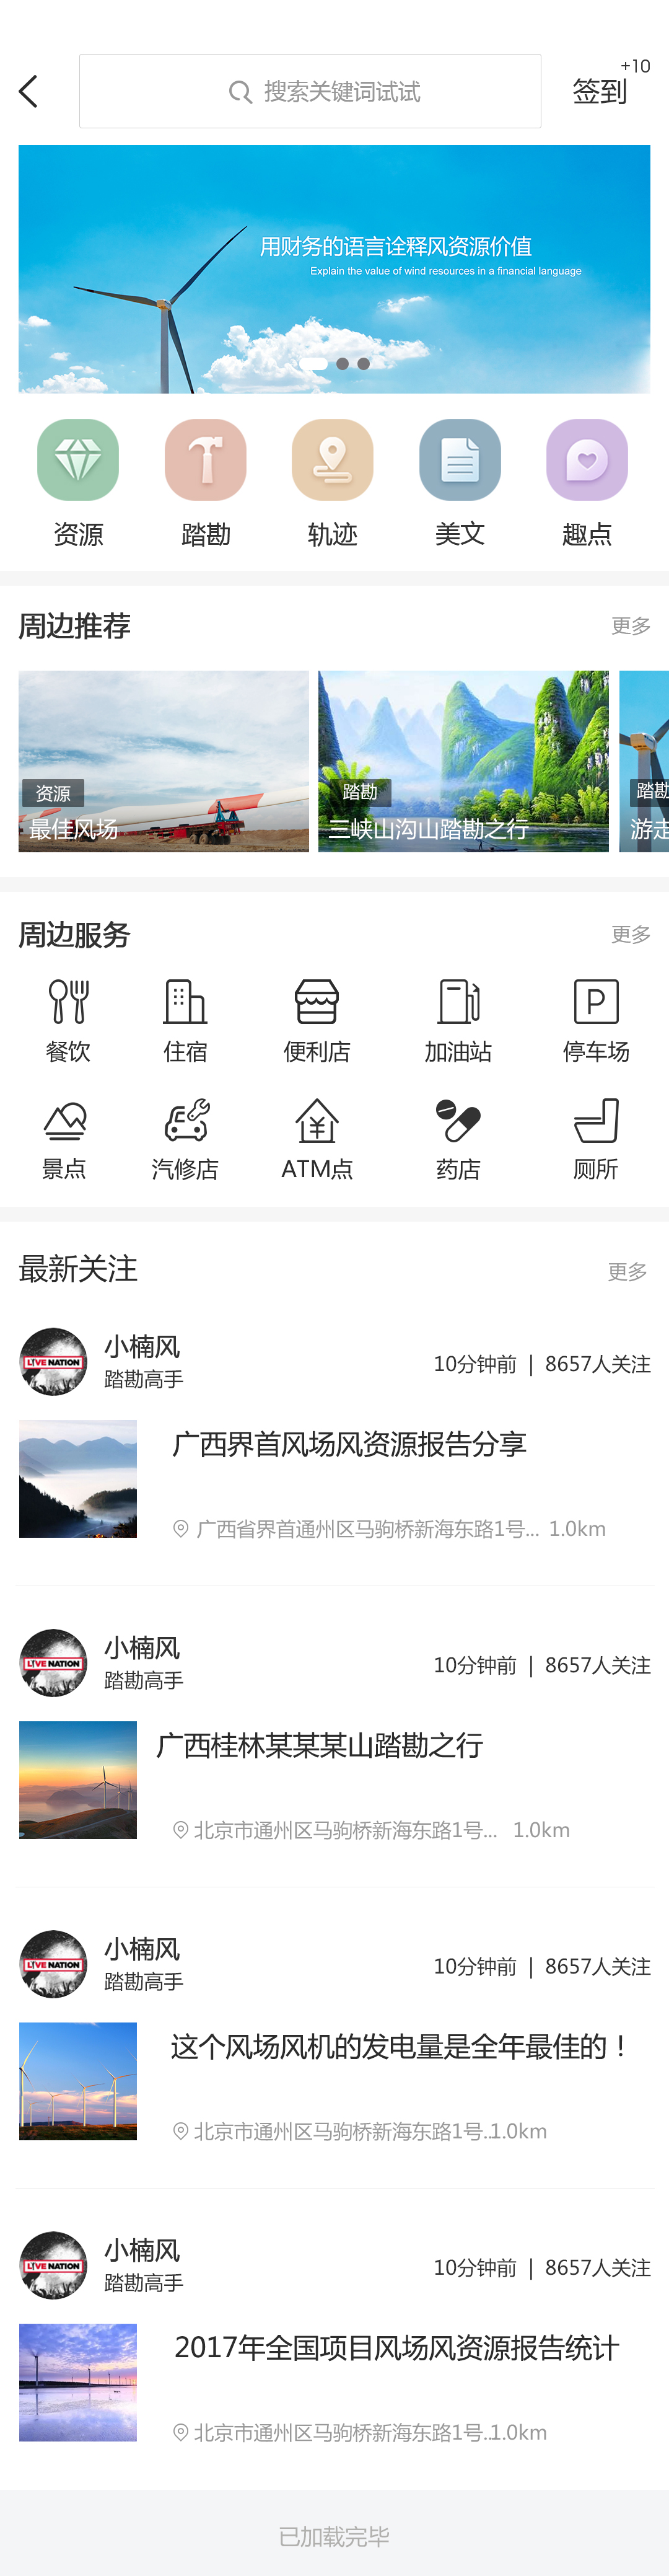 +10
搜索关键词试试
签到
用财务的语言诠释风资源价值
Explain the value of wind resources in a financial language
资源 踏勘 轨迹 美文 趣点
周边推荐 更多
资源 踏勘 踏勘
最佳风场 三峡山沟山踏勘之行 游走
周边服务 更多
餐饮 住宿 便利店 加油站 P 停车场
景点 汽修店 ATM点 药店 厕所
最新关注 更多
LIVE NATION
小楠风
踏勘高手
10分钟前 | 8657人关注
广西界首风场风资源报告分享
广西省界首通州区马驹桥新海东路1号... 1.0km
LIVE NATION
小楠风
踏勘高手
10分钟前 | 8657人关注
广西桂林某某某山踏勘之行
北京市通州区马驹桥新海东路1号... 1.0km
LIVE NATION
小楠风
踏勘高手
10分钟前 | 8657人关注
这个风场风机的发电量是全年最佳的！
北京市通州区马驹桥新海东路1号..1.0km
LIVE NATION
小楠风
踏勘高手
10分钟前 | 8657人关注
2017年全国项目风场风资源报告统计
北京市通州区马驹桥新海东路1号..1.0km
已加载完毕